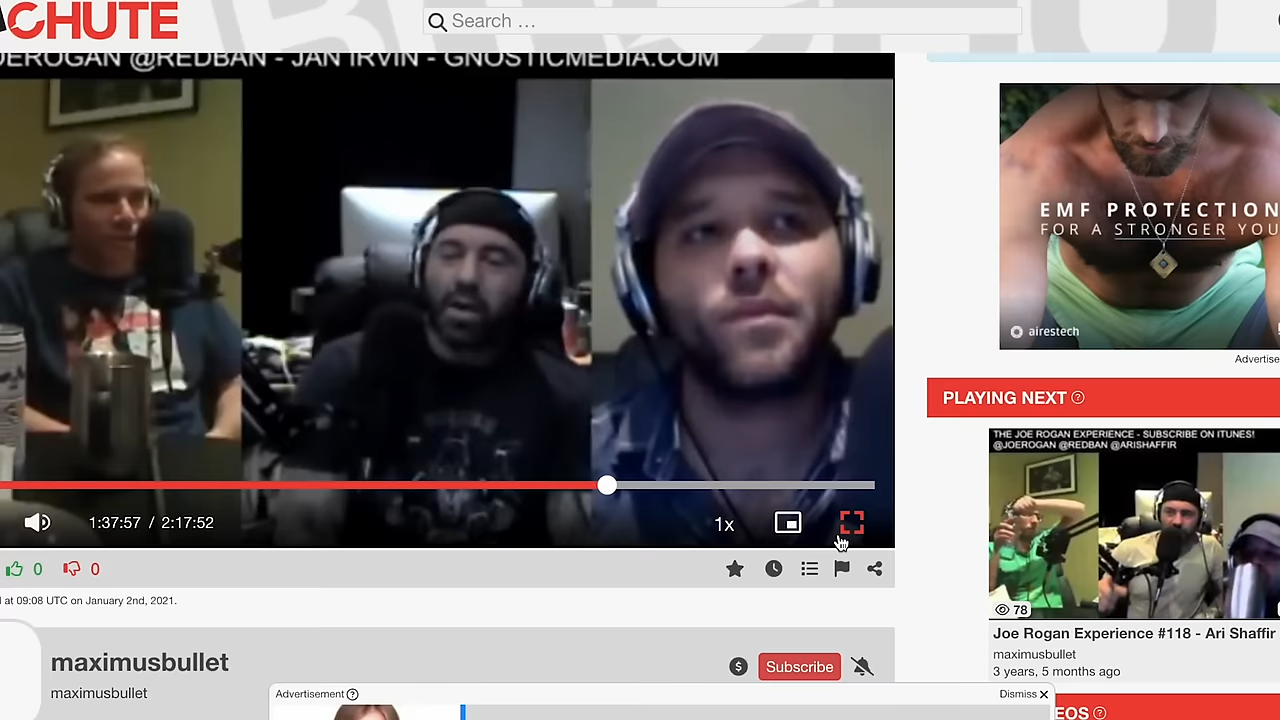 CHUTE
Search …
JOEROGAN @REDBAN - JAN IRVIN - GNOSTICMEDIA.COM
EMF PROTECTION
FOR A STRONGER YOU
airestech
Advertise
PLAYING NEXT ?
THE JOE ROGAN EXPERIENCE - SUBSCRIBE ON ITUNES!
@JOEROGAN @REDBAN @ARISHAFFIR
1:37:57 / 2:17:52
1x
0 0
at 09:08 UTC on January 2nd, 2021.
78
Joe Rogan Experience #118 - Ari Shaffir
maximusbullet
3 years, 5 months ago
maximusbullet
maximusbullet
$ Subscribe
Advertisement ?
Dismiss X
EOS ?